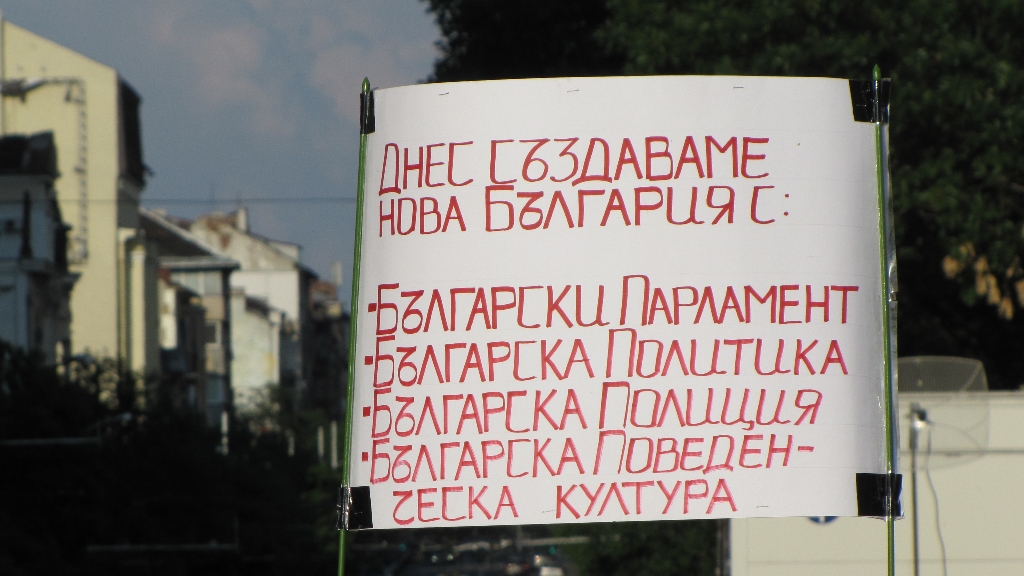 Днес създаваме
нова България с:
·Български Парламент
·Българска Политика
·Българска Полиция
·Българска Поведен-
ческа култура